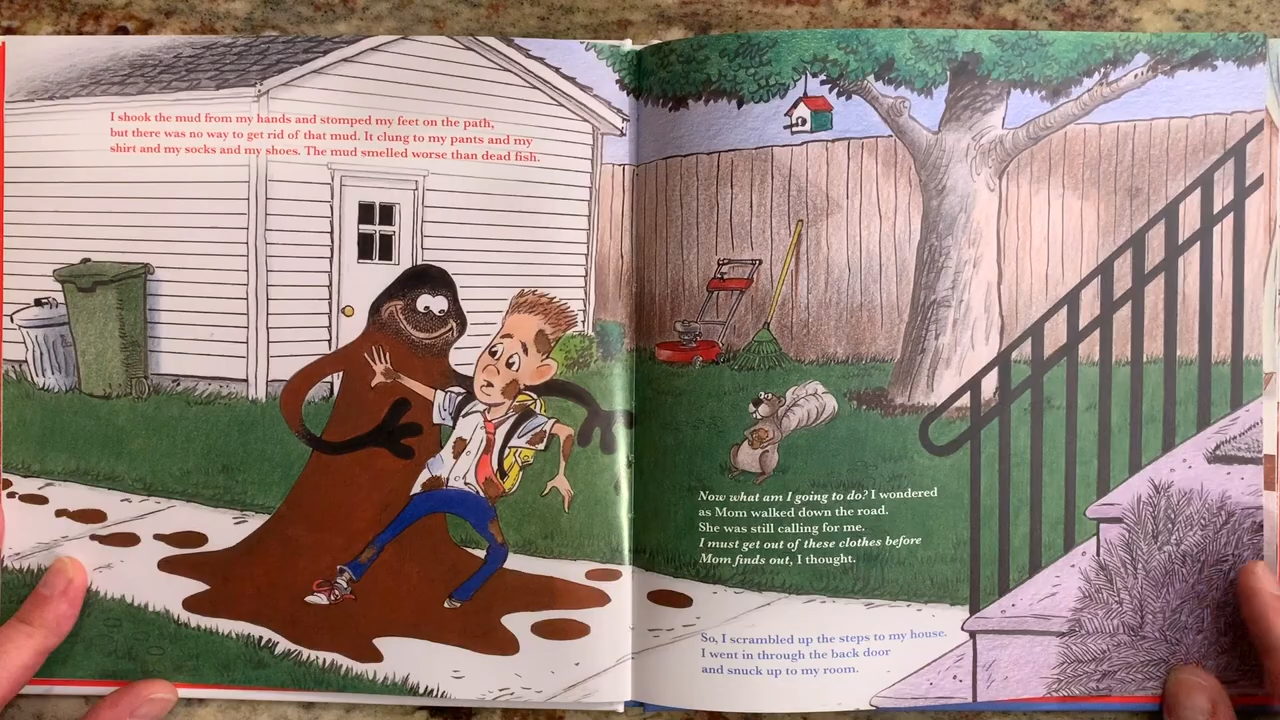 I shook the mud from my hands and stomped my feet on the path,
but there was no way to get rid of that mud. It clung to my pants and my
shirt and my socks and my shoes. The mud smelled worse than dead fish.
Now what am I going to do? I wondered
as Mom walked down the road.
She was still calling for me.
I must get out of these clothes before
Mom finds out, I thought.
So, I scrambled up the steps to my house.
I went in through the back door
and snuck up to my room.